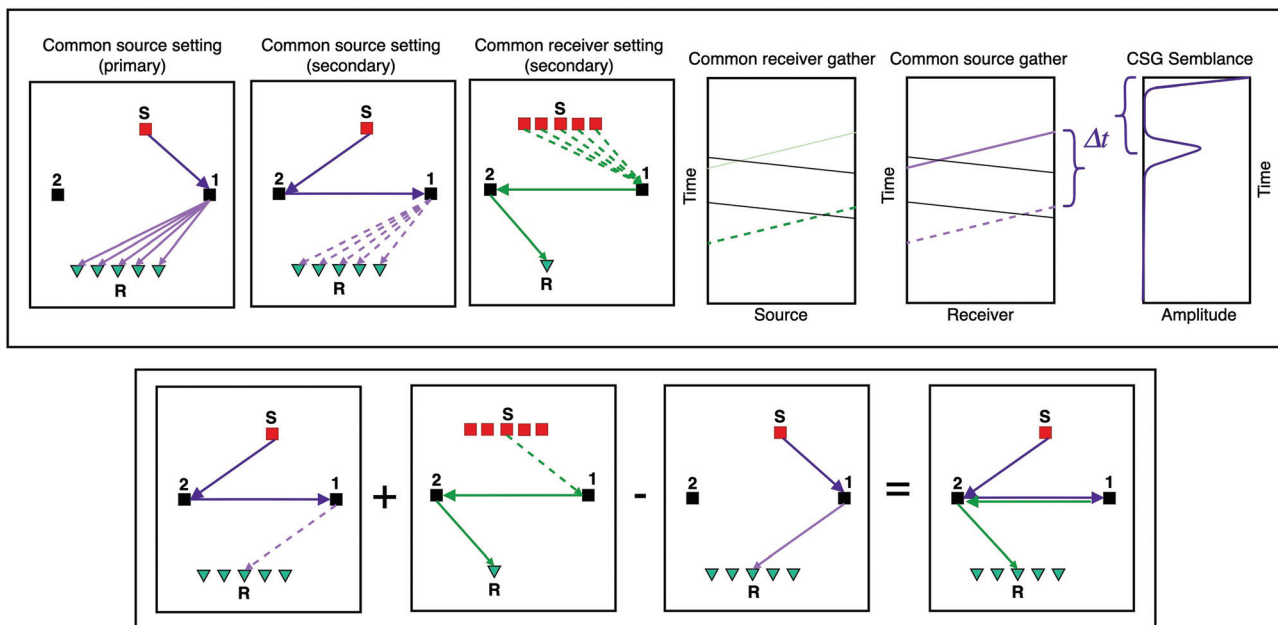 Common source setting
(primary)
Common source setting
(secondary)
Common receiver setting
(secondary)
Common receiver gather
Common source gather
CSG Semblance
S
2
1
R
S
2
1
R
S
2
1
R
Time
Source
Time
Receiver
Δt
Time
Amplitude
S
2
1
R
+
S
2
1
R
-
S
2
1
R
=
S
2
1
R